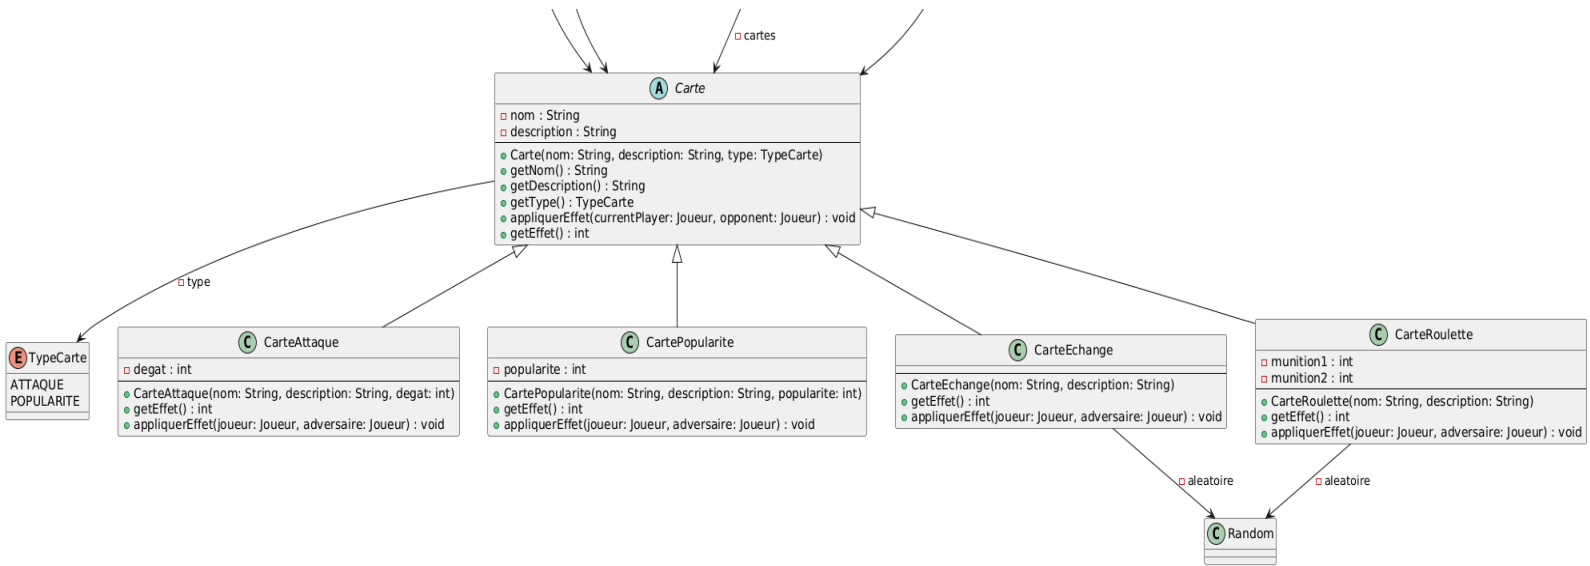 cartes
A Carte
nom : String
description : String
Carte(nom: String, description: String, type: TypeCarte)
getNom() : String
getDescription() : String
getType() : TypeCarte
appliquerEffet(currentPlayer: Joueur, opponent: Joueur) : void
getEffet() : int
type
E TypeCarte
ATTAQUE
POPULARITE
C CarteAttaque
degat : int
CarteAttaque(nom: String, description: String, degat: int)
getEffet() : int
appliquerEffet(joueur: Joueur, adversaire: Joueur) : void
C CartePopularite
popularite : int
CartePopularite(nom: String, description: String, popularite: int)
getEffet() : int
appliquerEffet(joueur: Joueur, adversaire: Joueur) : void
C CarteEchange
CarteEchange(nom: String, description: String)
getEffet() : int
appliquerEffet(joueur: Joueur, adversaire: Joueur) : void
C CarteRoulette
munition1 : int
munition2 : int
CarteRoulette(nom: String, description: String)
getEffet() : int
appliquerEffet(joueur: Joueur, adversaire: Joueur) : void
aleatoire
aleatoire
C Random